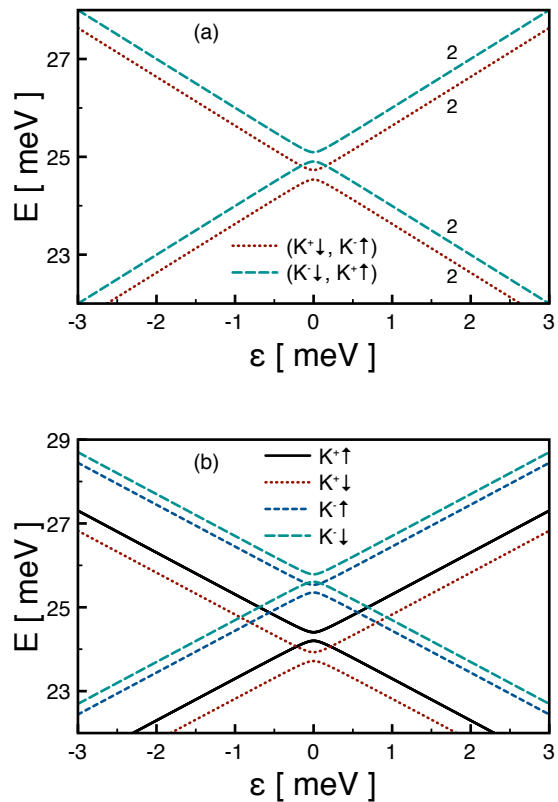 (a)
27
25
23
E [ meV ]
2
2
2
2
(K⁺↓, K⁻↑)
(K⁻↓, K⁺↑)
-3 -2 -1 0 1 2 3
ε [ meV ]
(b)
29
27
25
23
E [ meV ]
K⁺↑
K⁺↓
K⁻↑
K⁻↓
-3 -2 -1 0 1 2 3
ε [ meV ]